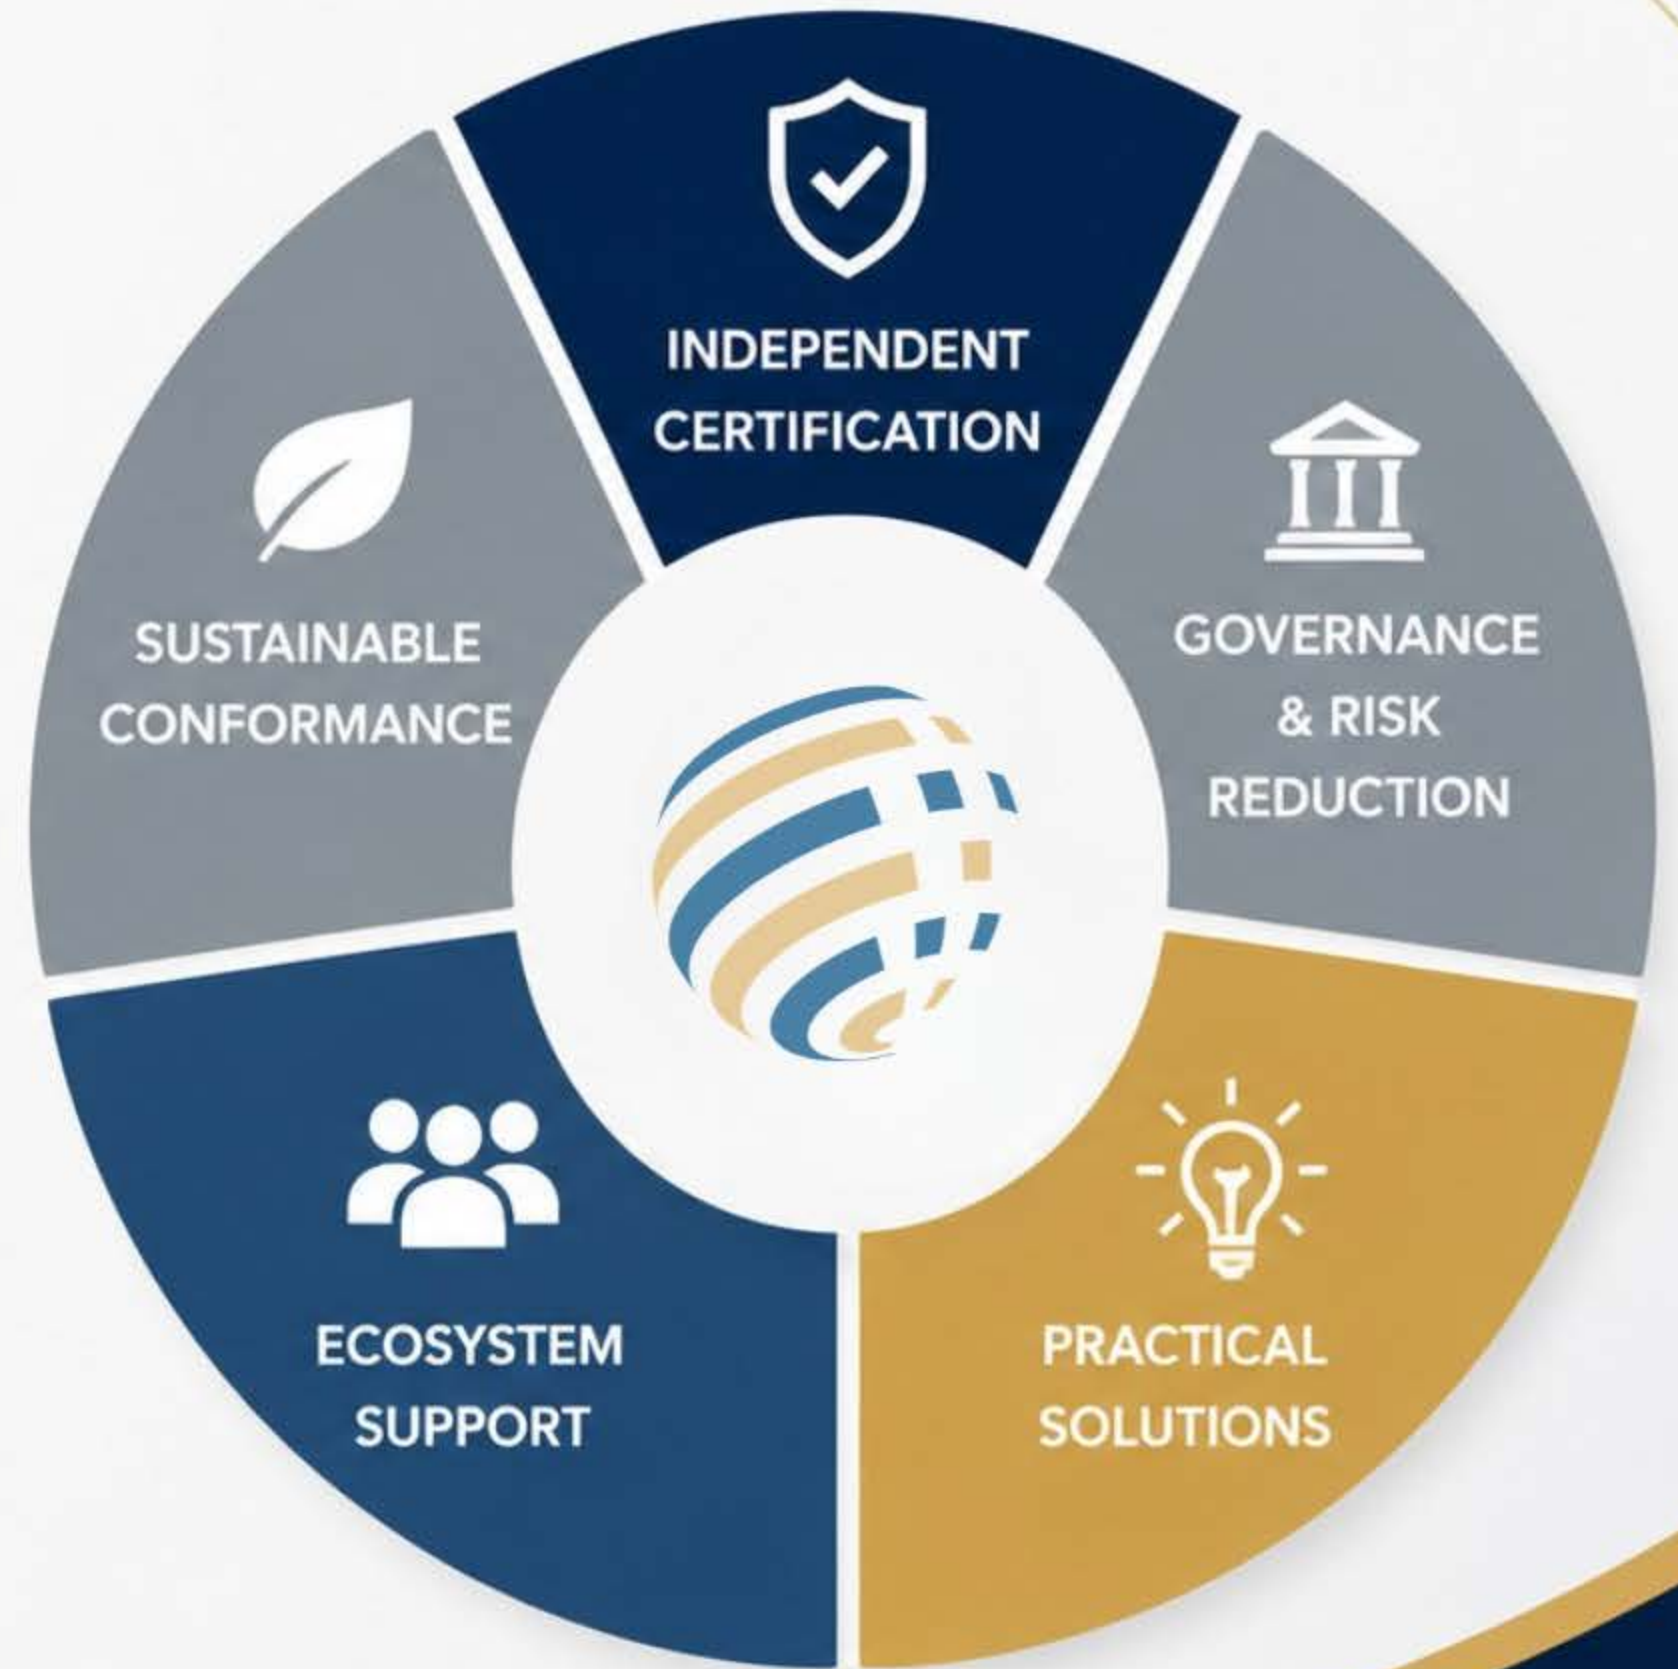 INDEPENDENT
CERTIFICATION
GOVERNANCE
& RISK
REDUCTION
PRACTICAL
SOLUTIONS
ECOSYSTEM
SUPPORT
SUSTAINABLE
CONFORMANCE